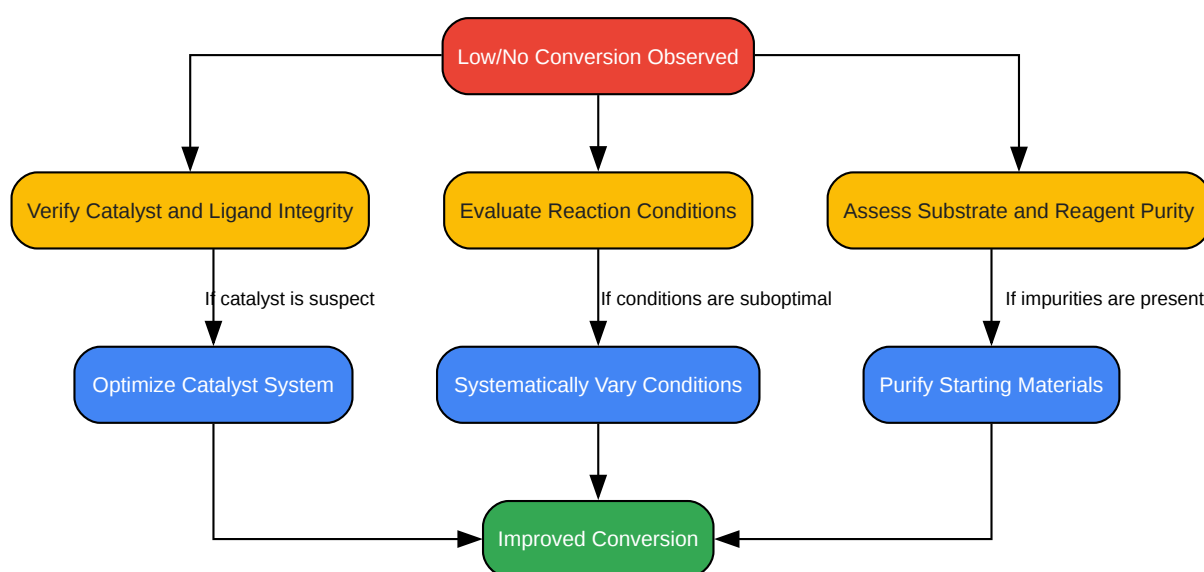 Low/No Conversion Observed
Verify Catalyst and Ligand Integrity
Evaluate Reaction Conditions
Assess Substrate and Reagent Purity
If catalyst is suspect
If conditions are suboptimal
If impurities are present
Optimize Catalyst System
Systematically Vary Conditions
Purify Starting Materials
Improved Conversion